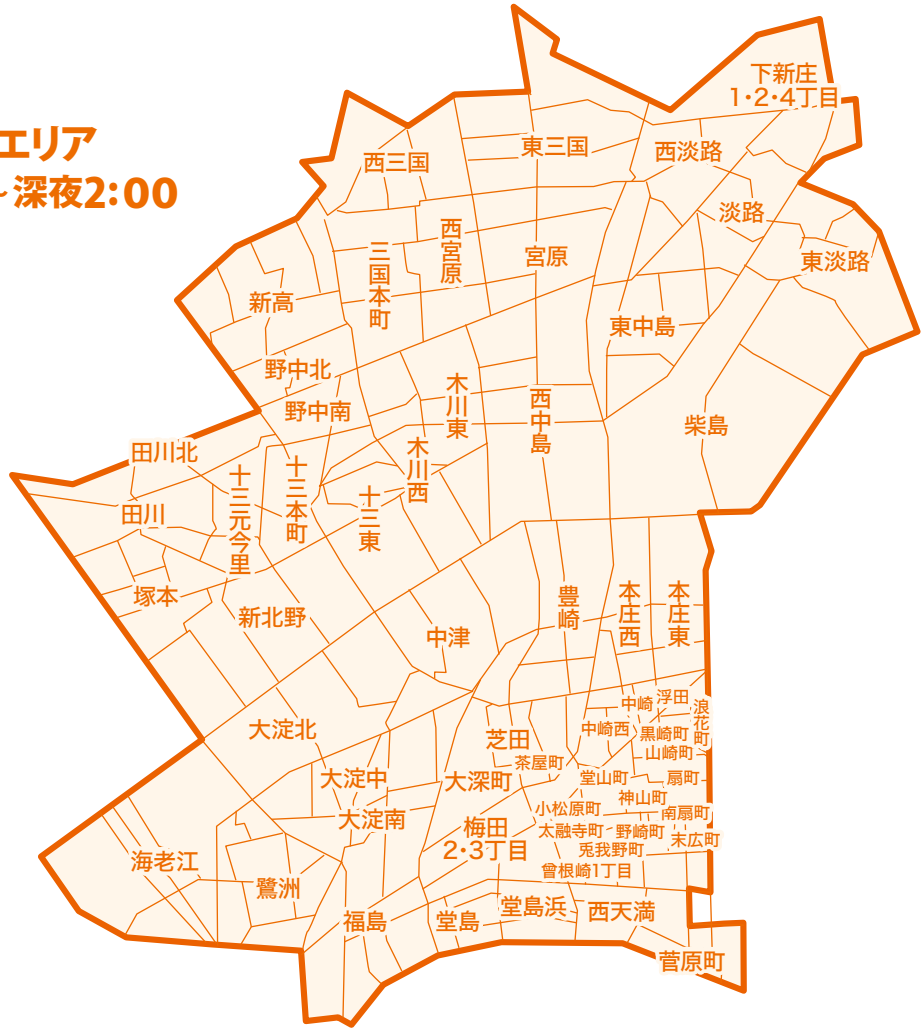 エリア
~深夜2:00
下新庄
1・2・4丁目
東三国
西淡路
西三国
淡路
西宮原
宮原
東淡路
三国本町
新高
東中島
野中北
木川東
西中島
野中南
柴島
田川北
木川西
十三本町
十三元今里
十三東
田川
塚本
新北野
豊崎
本庄西
本庄東
中津
中崎
浮田
浪花町
大淀北
中崎西
黒崎町
芝田
山崎町
茶屋町
大淀中
大深町
堂山町
扇町
神山町
小松原町
南扇町
大淀南
梅田
2・3丁目
太融寺町
野崎町
末広町
兎我野町
海老江
曾根崎1丁目
鷺洲
福島
堂島
堂島浜
西天満
菅原町